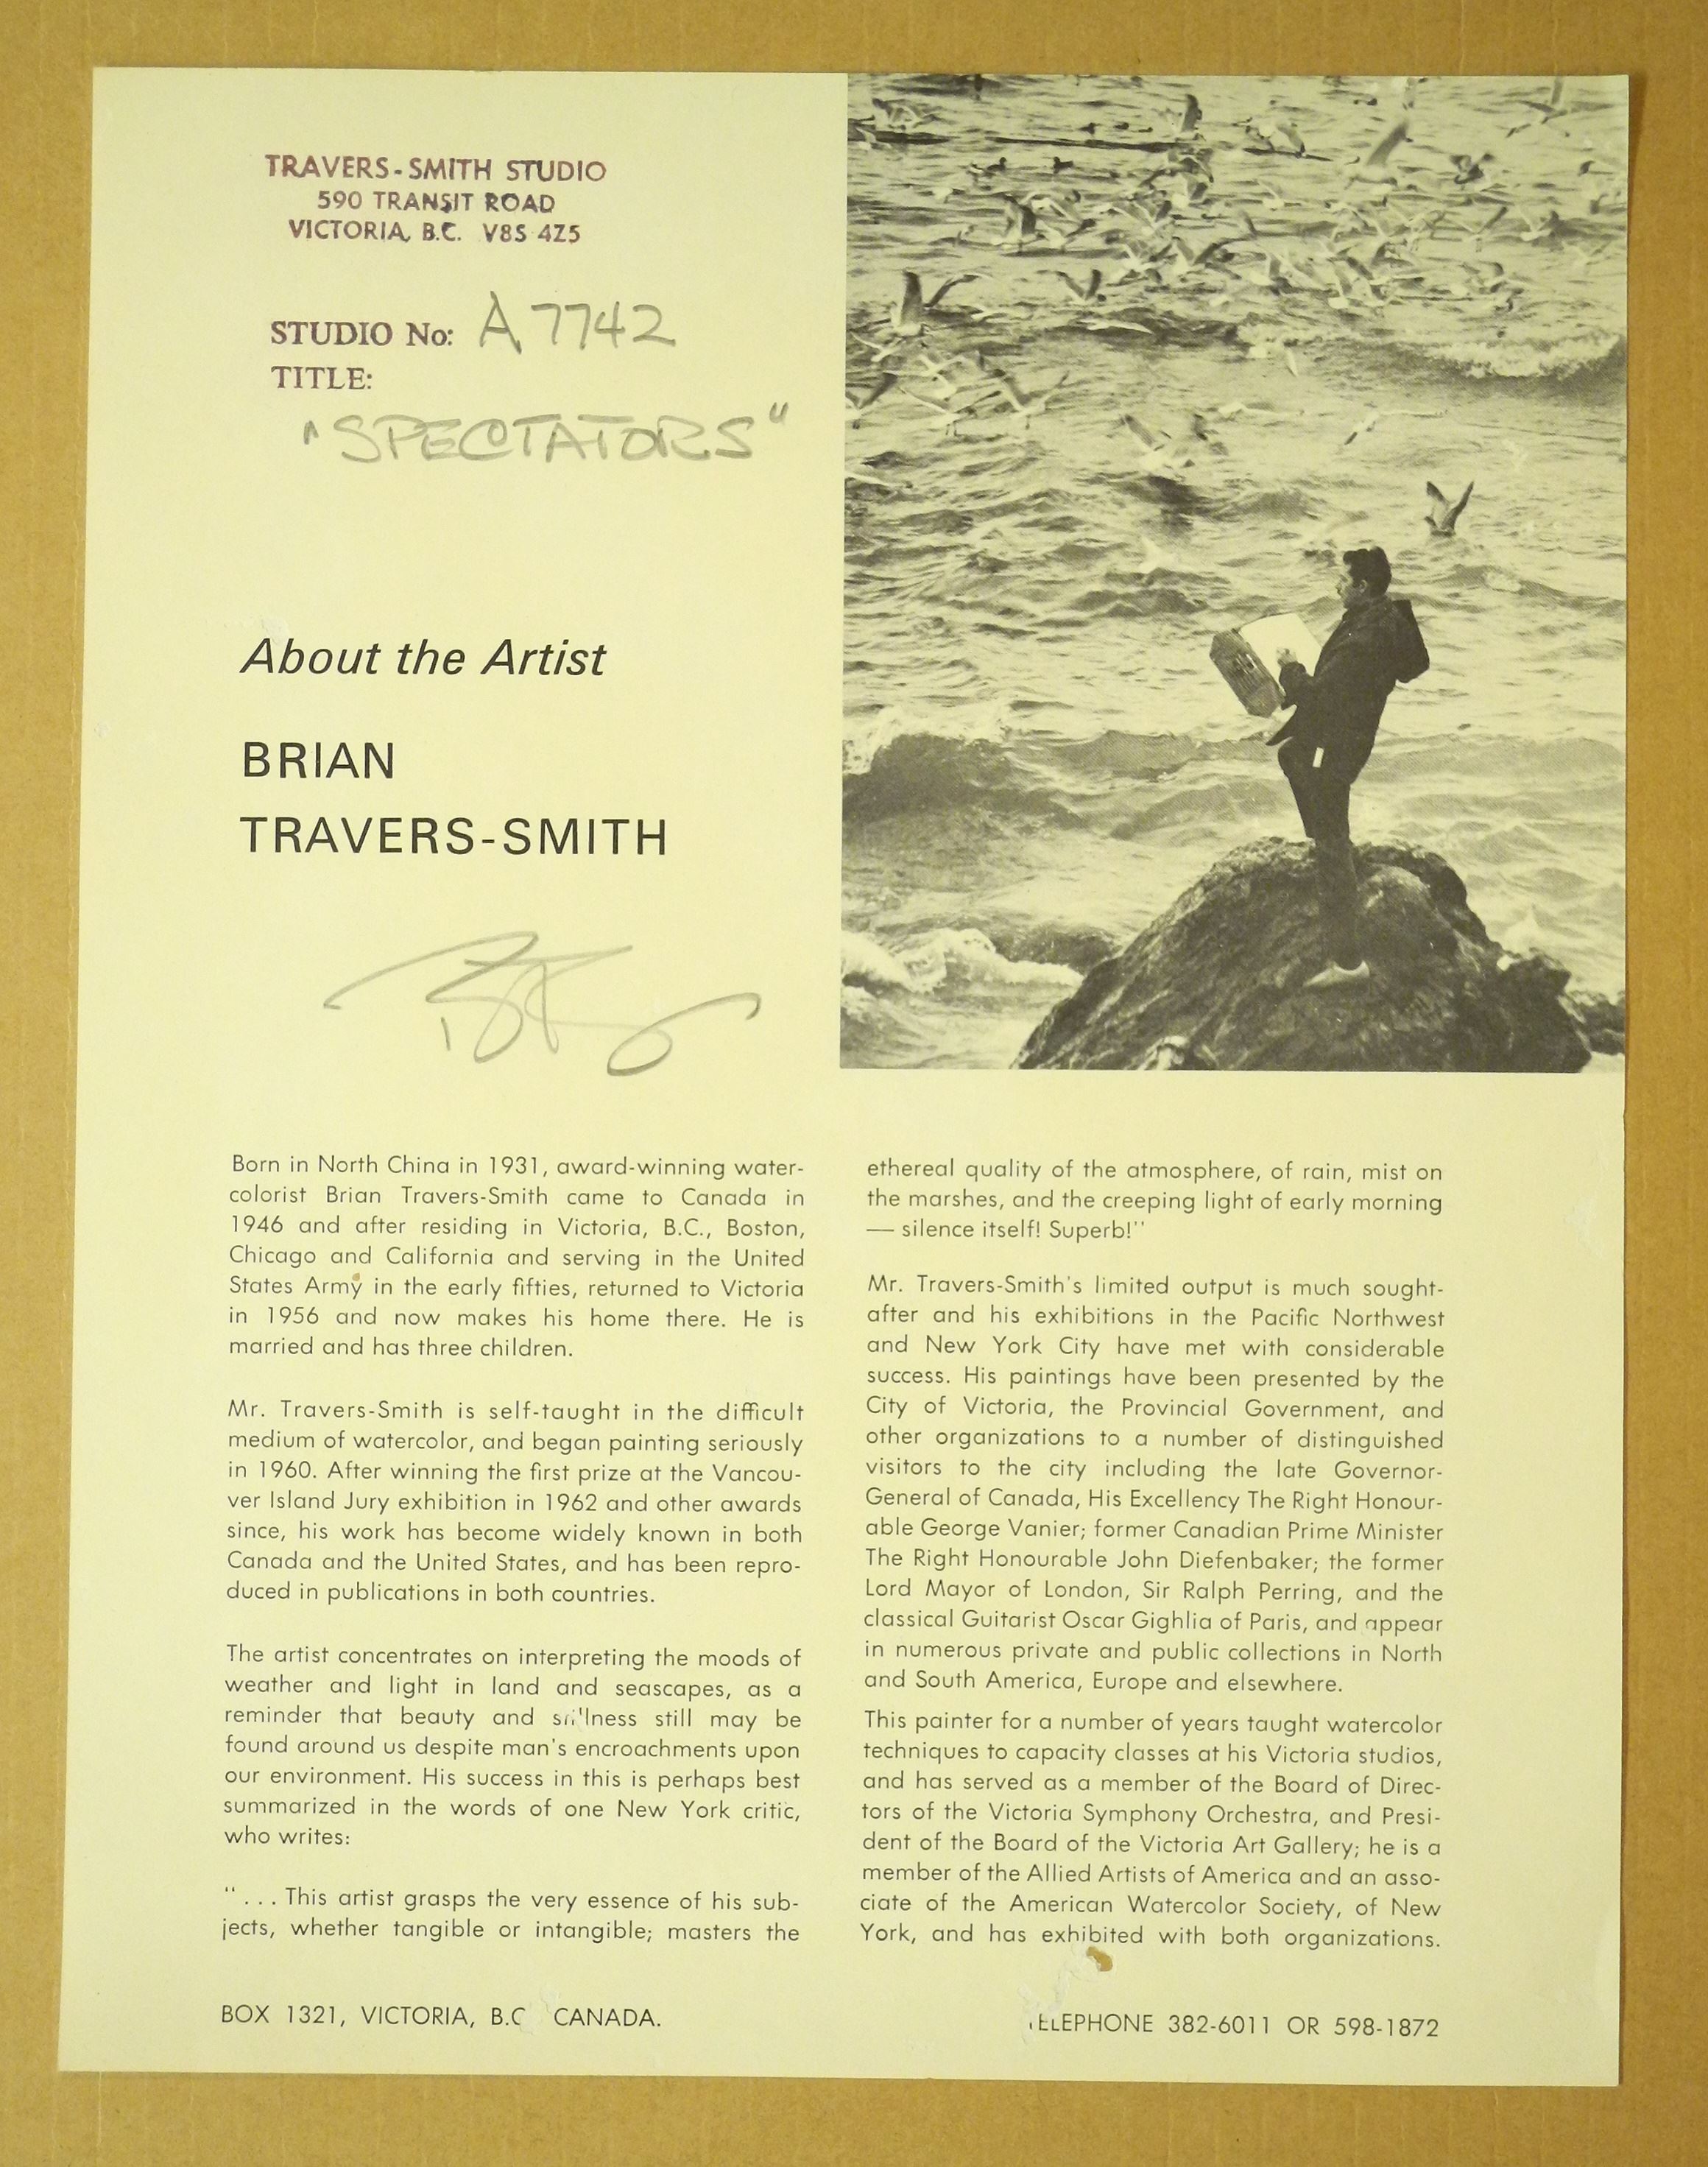 TRAVERS-SMITH STUDIO
590 TRANSIT ROAD
VICTORIA, B.C. V8S 4Z5
STUDIO No: A 7742
TITLE:
"SPECTATORS"
About the Artist
BRIAN
TRAVERS-SMITH
Born in North China in 1931, award-winning water-
colorist Brian Travers-Smith came to Canada in
1946 and after residing in Victoria, B.C., Boston,
Chicago and California and serving in the United
States Army in the early fifties, returned to Victoria
in 1956 and now makes his home there. He is
married and has three children.
Mr. Travers-Smith is self-taught in the difficult
medium of watercolor, and began painting seriously
in 1960. After winning the first prize at the Vancou-
ver Island Jury exhibition in 1962 and other awards
since, his work has become widely known in both
Canada and the United States, and has been repro-
duced in publications in both countries.
The artist concentrates on interpreting the moods of
weather and light in land and seascapes, as a
reminder that beauty and stillness still may be
found around us despite man's encroachments upon
our environment. His success in this is perhaps best
summarized in the words of one New York critic,
who writes:
"... This artist grasps the very essence of his sub-
jects, whether tangible or intangible; masters the
ethereal quality of the atmosphere, of rain, mist on
the marshes, and the creeping light of early morning
— silence itself! Superb!"
Mr. Travers-Smith's limited output is much sought-
after and his exhibitions in the Pacific Northwest
and New York City have met with considerable
success. His paintings have been presented by the
City of Victoria, the Provincial Government, and
other organizations to a number of distinguished
visitors to the city including the late Governor-
General of Canada, His Excellency The Right Honour-
able George Vanier; former Canadian Prime Minister
The Right Honourable John Diefenbaker; the former
Lord Mayor of London, Sir Ralph Perring, and the
classical Guitarist Oscar Gighlia of Paris, and appear
in numerous private and public collections in North
and South America, Europe and elsewhere.
This painter for a number of years taught watercolor
techniques to capacity classes at his Victoria studios,
and has served as a member of the Board of Direc-
tors of the Victoria Symphony Orchestra, and Presi-
dent of the Board of the Victoria Art Gallery; he is a
member of the Allied Artists of America and an asso-
ciate of the American Watercolor Society, of New
York, and has exhibited with both organizations.
BOX 1321, VICTORIA, B.C CANADA.
TELEPHONE 382-6011 OR 598-1872